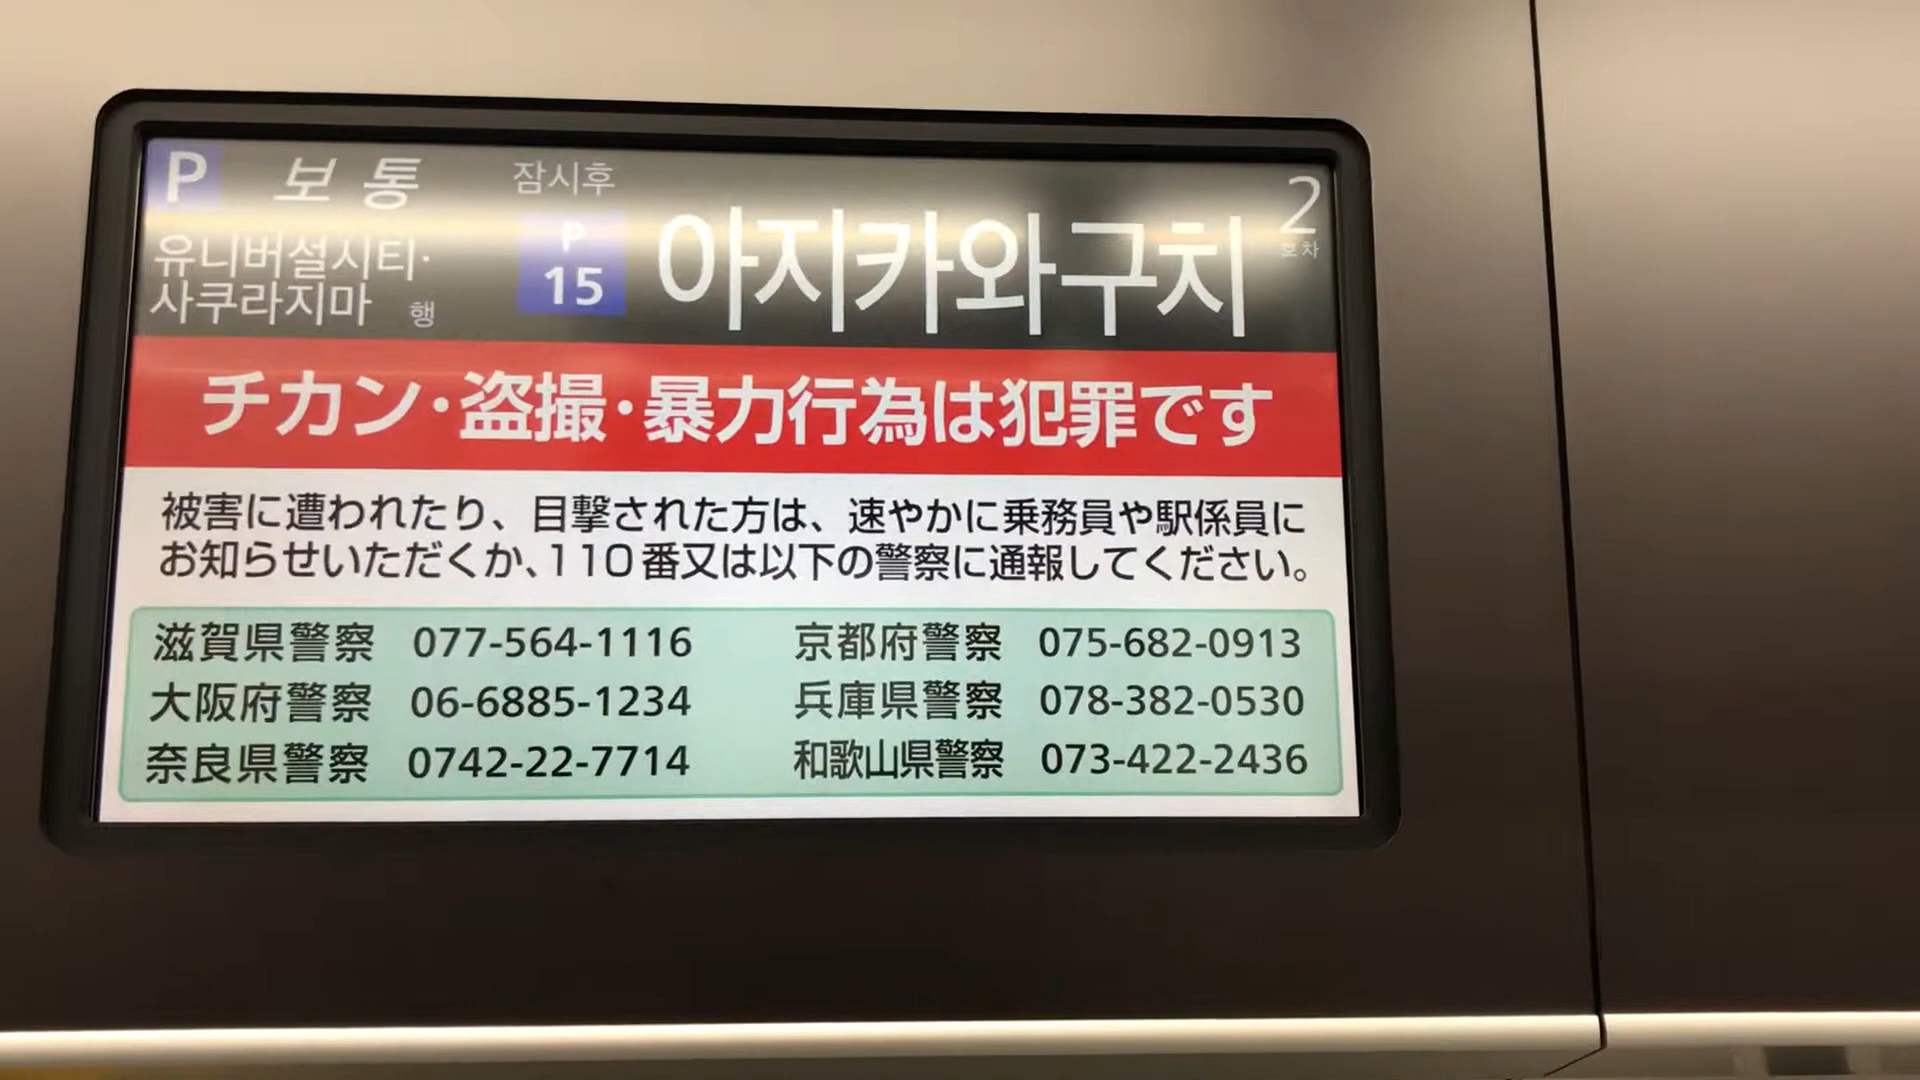 P 보통
유니버설시티·
사쿠라지마 행
잠시후
P
15
아지카와구치
2
호차
チカン・盗撮・暴力行為は犯罪です
被害に遭われたり、目撃された方は、速やかに乗務員や駅係員に
お知らせいただくか、110番又は以下の警察に通報してください。
滋賀県警察 077-564-1116 京都府警察 075-682-0913
大阪府警察 06-6885-1234 兵庫県警察 078-382-0530
奈良県警察 0742-22-7714 和歌山県警察 073-422-2436